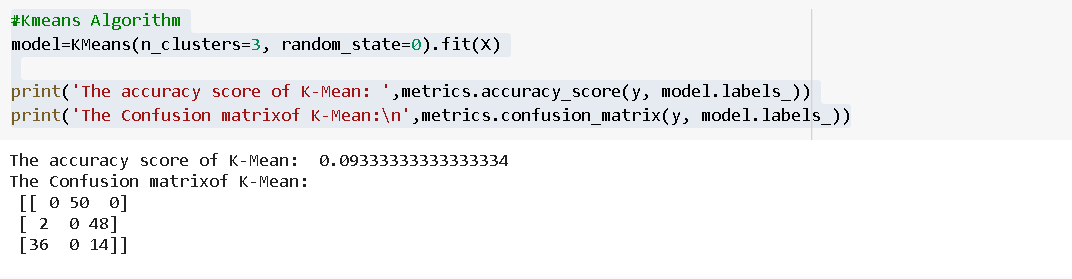 #Kmeans Algorithm
model=KMeans(n_clusters=3, random_state=0).fit(X)
print('The accuracy score of K-Mean: ',metrics.accuracy_score(y, model.labels_))
print('The Confusion matrixof K-Mean:\n',metrics.confusion_matrix(y, model.labels_))
The accuracy score of K-Mean:  0.09333333333333334
The Confusion matrixof K-Mean:
 [[ 0 50  0]
 [ 2  0 48]
 [36  0 14]]